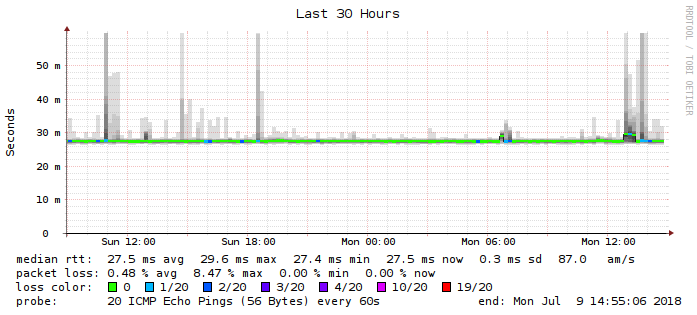 Last 30 Hours
RRDTOOL / TOBI OETIKER
Seconds
50 m
40 m
30 m
20 m
10 m
0
Sun 12:00 Sun 18:00 Mon 00:00 Mon 06:00 Mon 12:00
median rtt: 27.5 ms avg 29.6 ms max 27.4 ms min 27.5 ms now 0.3 ms sd 87.0 am/s
packet loss: 0.48 % avg 8.47 % max 0.00 % min 0.00 % now
loss color: 0 1/20 2/20 3/20 4/20 10/20 19/20
probe: 20 ICMP Echo Pings (56 Bytes) every 60s end: Mon Jul 9 14:55:06 2018